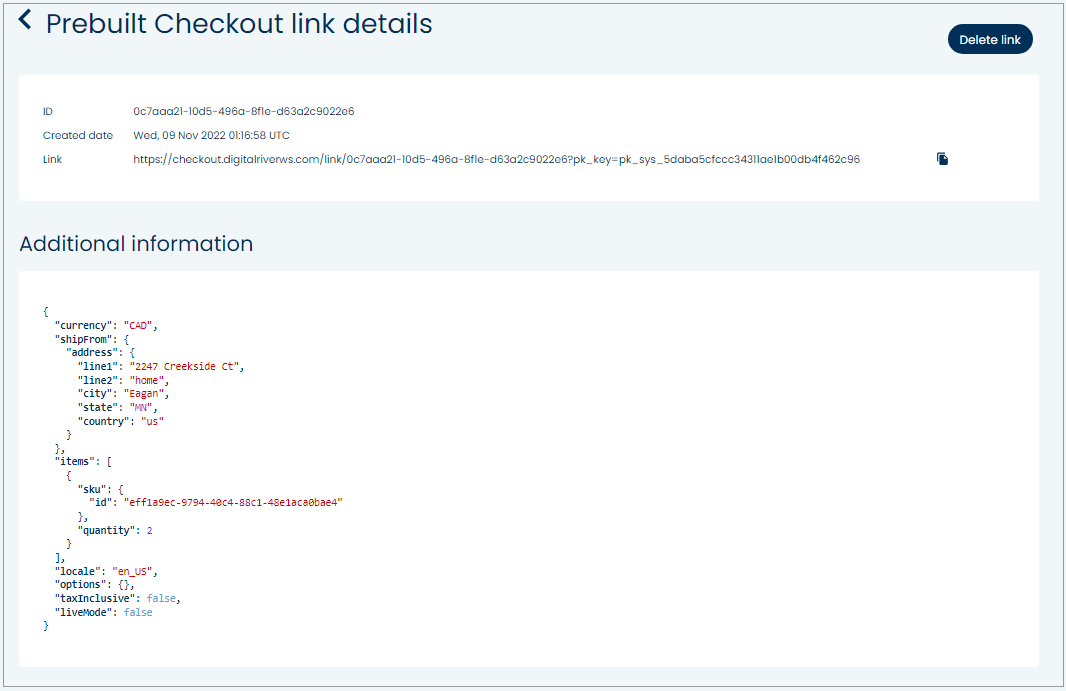 Prebuilt Checkout link details
Delete link
ID 0c7aaa21-10d5-496a-8f1e-d63a2c9022e6
Created date Wed, 09 Nov 2022 01:16:58 UTC
Link https://checkout.digitalriverws.com/link/0c7aaa21-10d5-496a-8f1e-d63a2c9022e6?pk_key=pk_sys_5daba5cfccc34311ae1b00db4f462c96
Additional information
{
  "currency": "CAD",
  "shipFrom": {
    "address": {
      "line1": "2247 Creekside Ct",
      "line2": "home",
      "city": "Eagan",
      "state": "MN",
      "country": "us"
    }
  },
  "items": [
    {
      "sku": {
        "id": "eff1a9ec-9794-40c4-88c1-48e1aca0bae4"
      },
      "quantity": 2
    }
  ],
  "locale": "en_US",
  "options": {},
  "taxInclusive": false,
  "liveMode": false
}